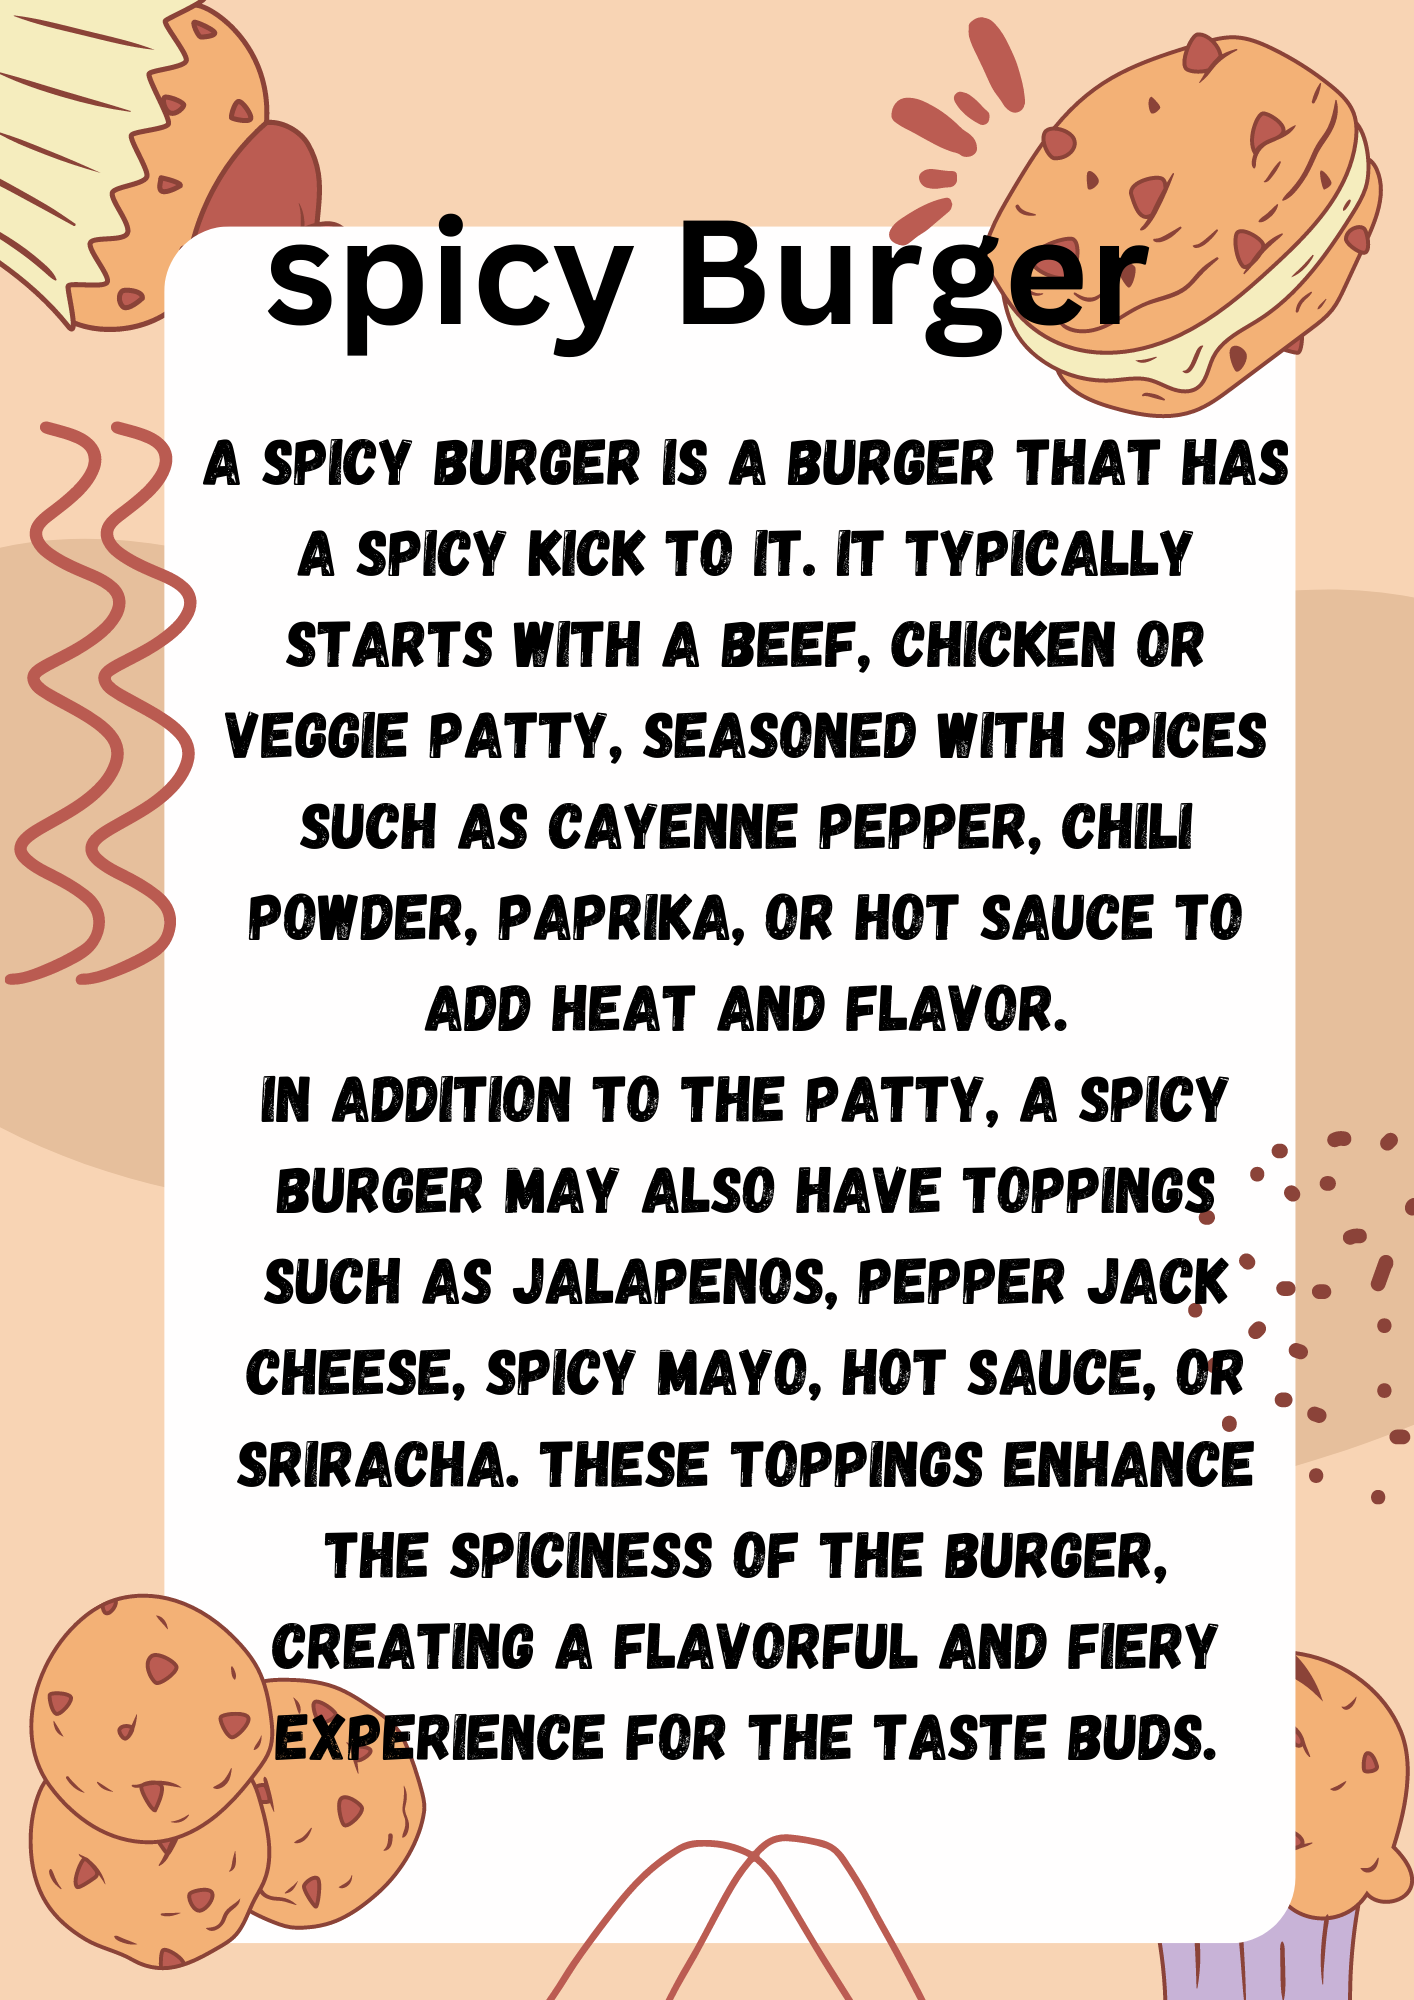 spicy Burger
A SPICY BURGER IS A BURGER THAT HAS
A SPICY KICK TO IT. IT TYPICALLY
STARTS WITH A BEEF, CHICKEN OR
VEGGIE PATTY, SEASONED WITH SPICES
SUCH AS CAYENNE PEPPER, CHILI
POWDER, PAPRIKA, OR HOT SAUCE TO
ADD HEAT AND FLAVOR.
IN ADDITION TO THE PATTY, A SPICY
BURGER MAY ALSO HAVE TOPPINGS
SUCH AS JALAPENOS, PEPPER JACK
CHEESE, SPICY MAYO, HOT SAUCE, OR
SRIRACHA. THESE TOPPINGS ENHANCE
THE SPICINESS OF THE BURGER,
CREATING A FLAVORFUL AND FIERY
EXPERIENCE FOR THE TASTE BUDS.